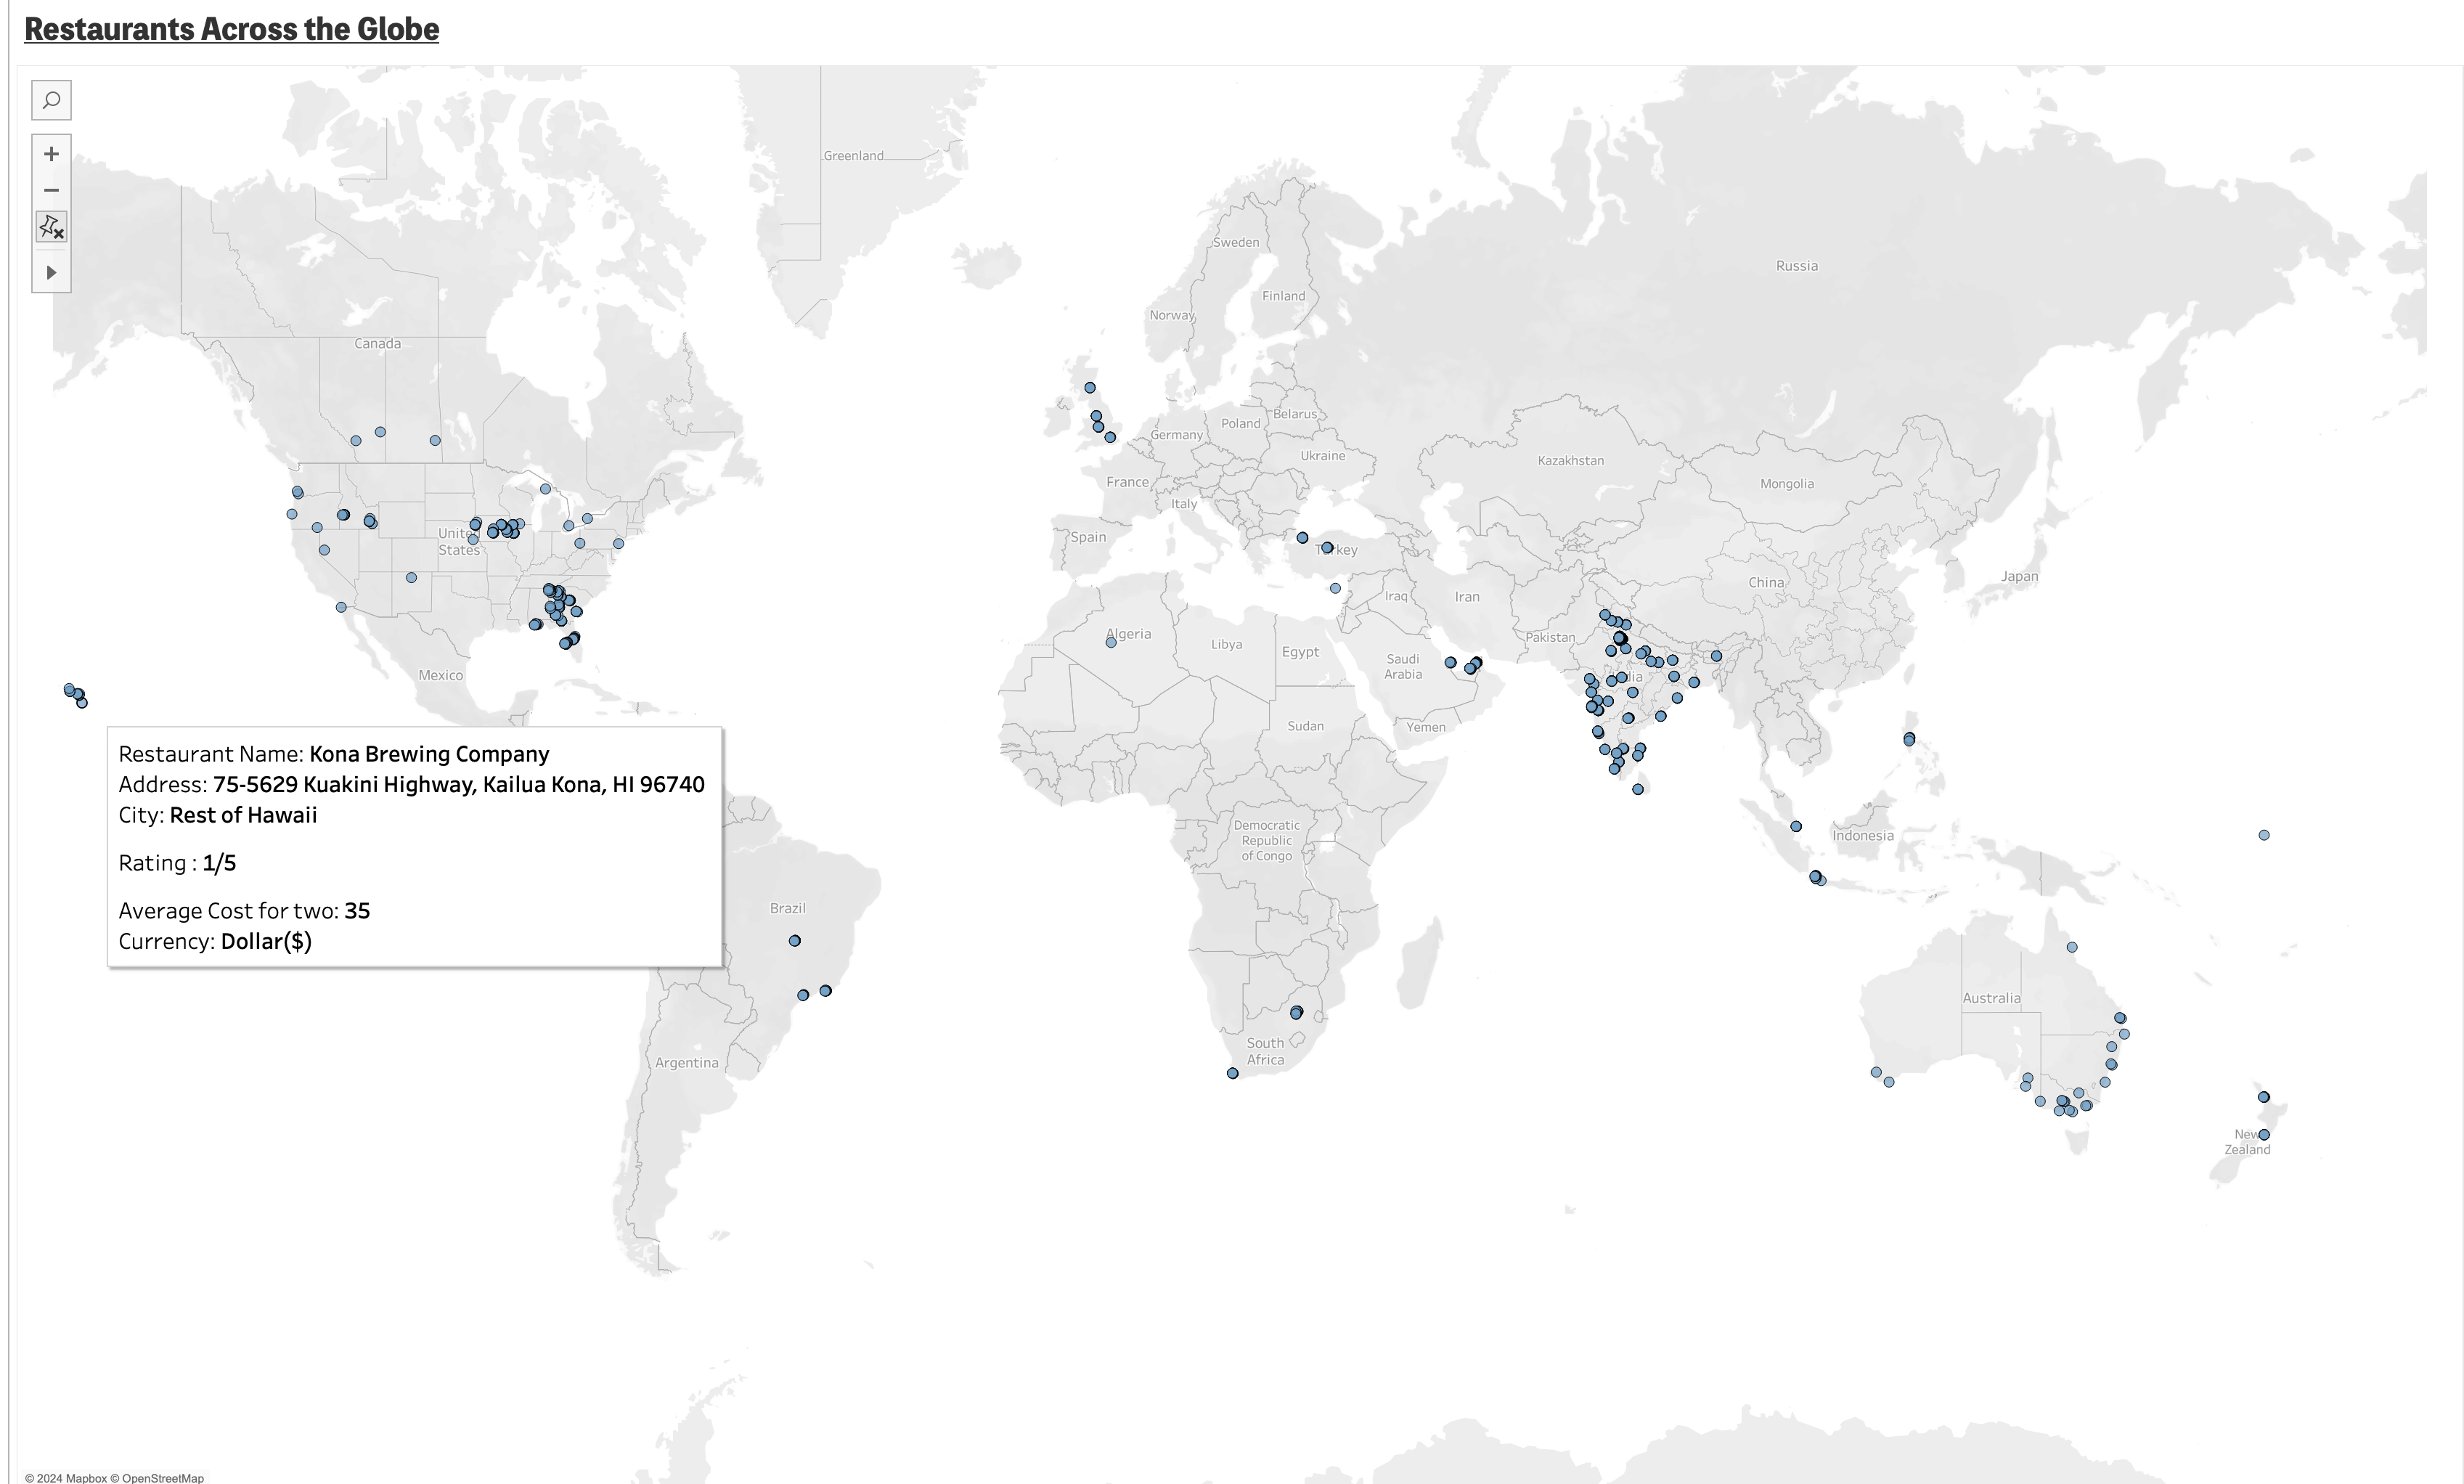 Restaurants Across the Globe
Greenland
Sweden
Russia
Finland
Norway
Canada
Belarus
Poland
Germany
Ukraine
Kazakhstan
France
Mongolia
Italy
United
States
Spain
Turkey
Japan
China
Iraq
Iran
Algeria
Pakistan
Libya
Egypt
Saudi
Arabia
Mexico
India
Sudan
Yemen
Restaurant Name: Kona Brewing Company
Address: 75-5629 Kuakini Highway, Kailua Kona, HI 96740
City: Rest of Hawaii
Rating : 1/5
Average Cost for two: 35
Currency: Dollar($)
Democratic
Republic
of Congo
Indonesia
Brazil
Australia
South
Africa
Argentina
New
Zealand
© 2024 Mapbox © OpenStreetMap